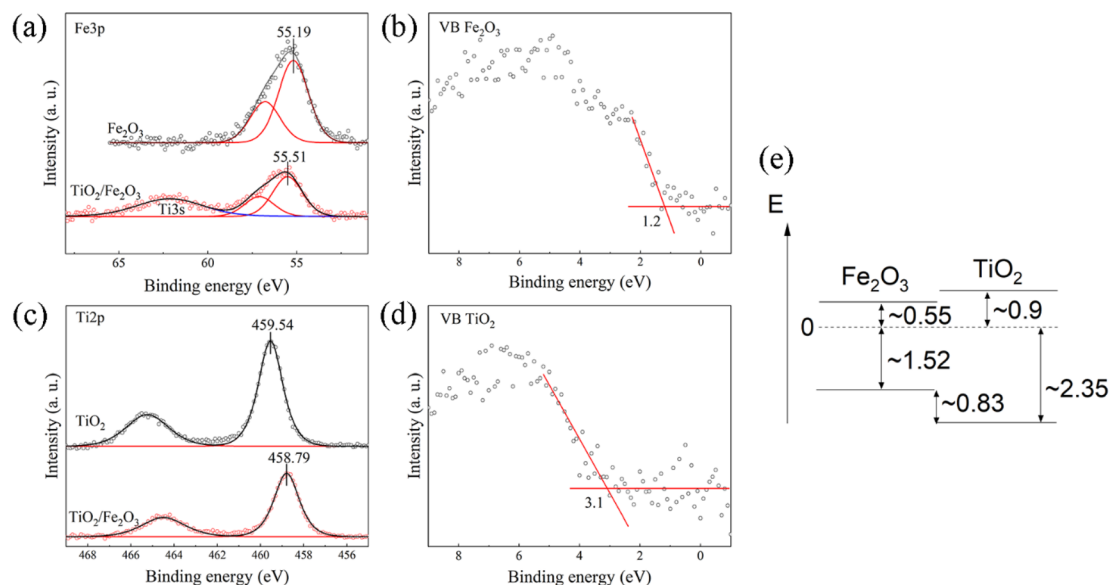 (a)
Fe3p
55.19
Fe₂O₃
55.51
TiO₂/Fe₂O₃
Ti3s
65
60
55
Binding energy (eV)
Intensity (a. u.)
(b)
VB Fe₂O₃
1.2
8
6
4
2
0
Binding energy (eV)
Intensity (a. u.)
(c)
Ti2p
459.54
TiO₂
458.79
TiO₂/Fe₂O₃
468
466
464
462
460
458
456
Binding energy (eV)
Intensity (a. u.)
(d)
VB TiO₂
3.1
8
6
4
2
0
Binding energy (eV)
Intensity (a. u.)
(e)
E
Fe₂O₃
TiO₂
~0.55
~0.9
0
~1.52
~2.35
~0.83